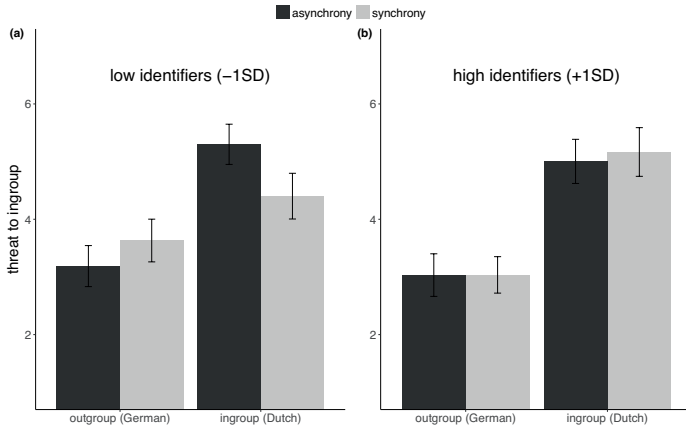 asynchrony synchrony
(a)
low identifiers (−1SD)
threat to ingroup
6
4
2
outgroup (German) ingroup (Dutch)
(b)
high identifiers (+1SD)
6
4
2
outgroup (German) ingroup (Dutch)